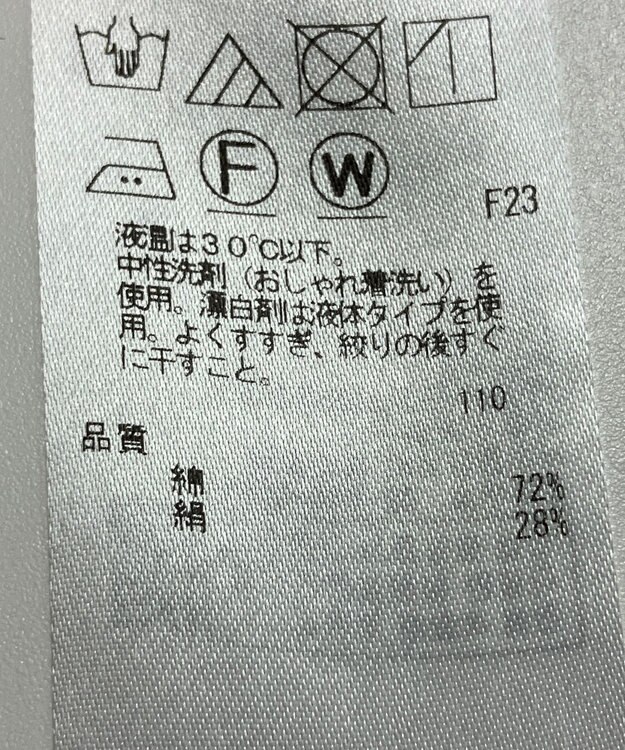 F
W
F23
液温は30℃以下。
中性洗剤（おしゃれ着洗い）を
使用。漂白剤は液体タイプを使
用。よくすすぎ、絞りの後すぐ
に干すこと。
110
品質
綿 72%
絹 28%